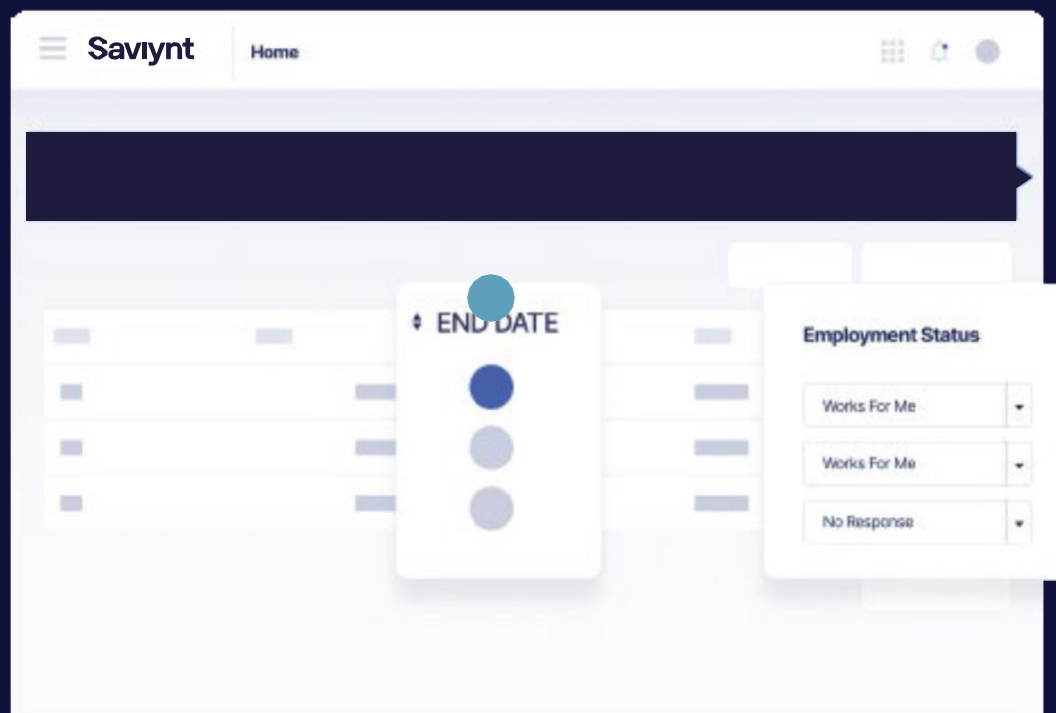 Saviynt
Home
END DATE
Employment Status
Works For Me
Works For Me
No Response